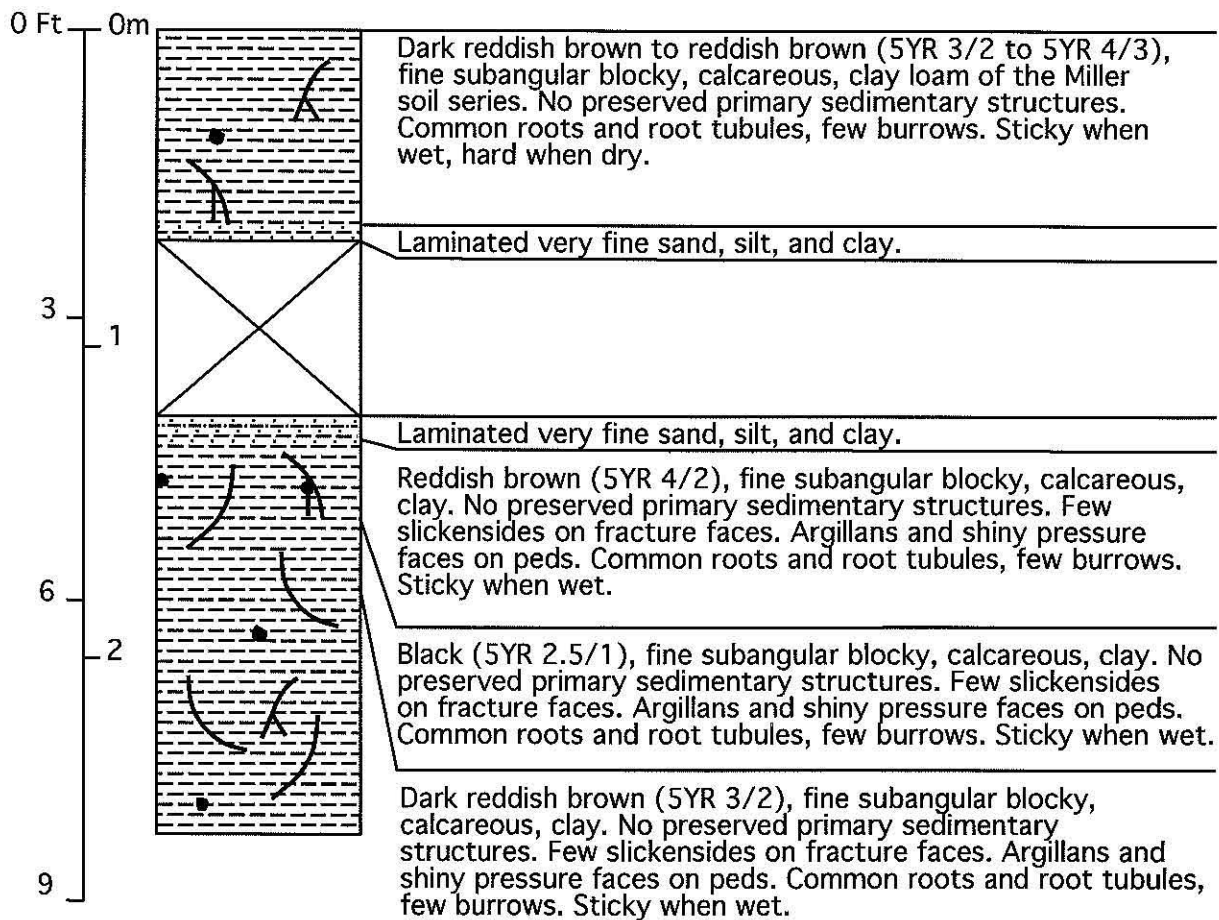 0 Ft 0m
Dark reddish brown to reddish brown (5YR 3/2 to 5YR 4/3),
fine subangular blocky, calcareous, clay loam of the Miller
soil series. No preserved primary sedimentary structures.
Common roots and root tubules, few burrows. Sticky when
wet, hard when dry.
Laminated very fine sand, silt, and clay.
3
1
Laminated very fine sand, silt, and clay.
Reddish brown (5YR 4/2), fine subangular blocky, calcareous,
clay. No preserved primary sedimentary structures. Few
slickensides on fracture faces. Argillans and shiny pressure
faces on peds. Common roots and root tubules, few burrows.
Sticky when wet.
6
2
Black (5YR 2.5/1), fine subangular blocky, calcareous, clay. No
preserved primary sedimentary structures. Few slickensides
on fracture faces. Argillans and shiny pressure faces on peds.
Common roots and root tubules, few burrows. Sticky when wet.
Dark reddish brown (5YR 3/2), fine subangular blocky,
calcareous, clay. No preserved primary sedimentary
structures. Few slickensides on fracture faces. Argillans and
shiny pressure faces on peds. Common roots and root tubules,
few burrows. Sticky when wet.
9